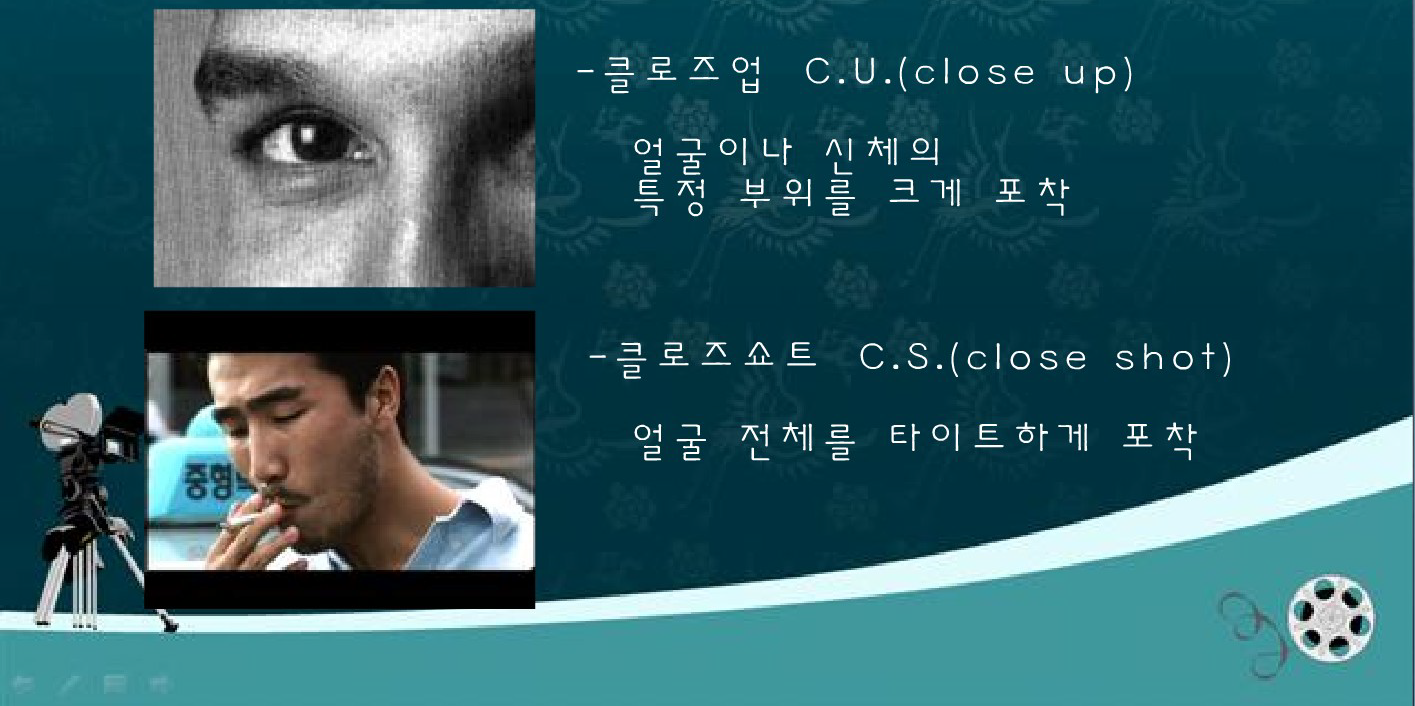 -클로즈업 C.U.(close up)
얼굴이나 신체의
특정 부위를 크게 포착
-클로즈쇼트 C.S.(close shot)
얼굴 전체를 타이트하게 포착